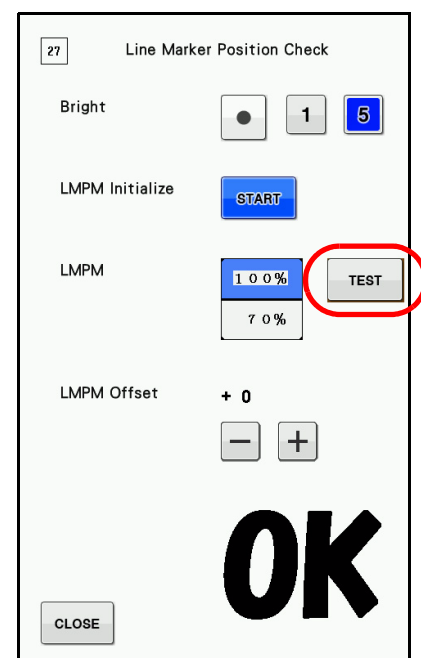 27 Line Marker Position Check
Bright ● 1 5
LMPM Initialize START
LMPM 100% TEST
70%
LMPM Offset + 0
− +
OK
CLOSE